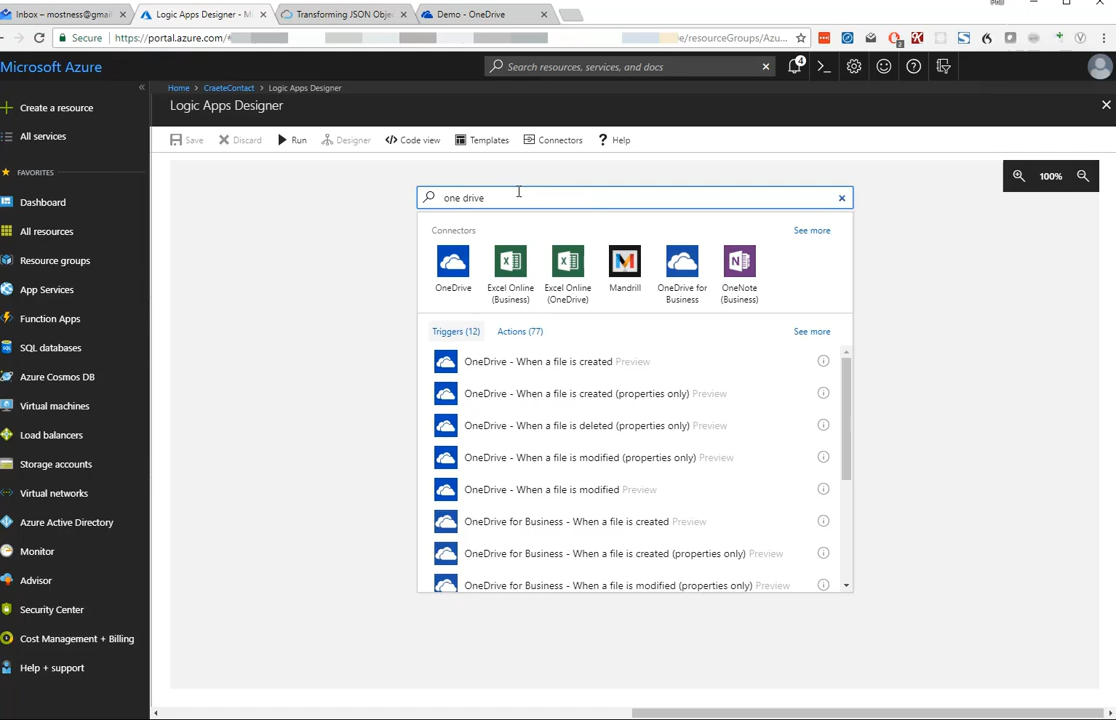 Inbox – mostness@gmai
Logic Apps Designer - Mi
Transforming JSON Objec
Demo - OneDrive
Secure
https://portal.azure.com/#
e/resourceGroups/Azu...
Microsoft Azure
Search resources, services, and docs
4
Create a resource
All services
FAVORITES
Dashboard
All resources
Resource groups
App Services
Function Apps
SQL databases
Azure Cosmos DB
Virtual machines
Load balancers
Storage accounts
Virtual networks
Azure Active Directory
Monitor
Advisor
Security Center
Cost Management + Billing
Help + support
Home CraeteContact Logic Apps Designer
Logic Apps Designer
Save Discard Run Designer Code view Templates Connectors Help
100%
one drive
Connectors See more
OneDrive
Excel Online (Business)
Excel Online (OneDrive)
Mandrill
OneDrive for Business
OneNote (Business)
Triggers (12) Actions (77) See more
OneDrive - When a file is created Preview
OneDrive - When a file is created (properties only) Preview
OneDrive - When a file is deleted (properties only) Preview
OneDrive - When a file is modified (properties only) Preview
OneDrive - When a file is modified Preview
OneDrive for Business - When a file is created Preview
OneDrive for Business - When a file is created (properties only) Preview
OneDrive for Business - When a file is modified (properties only) Preview